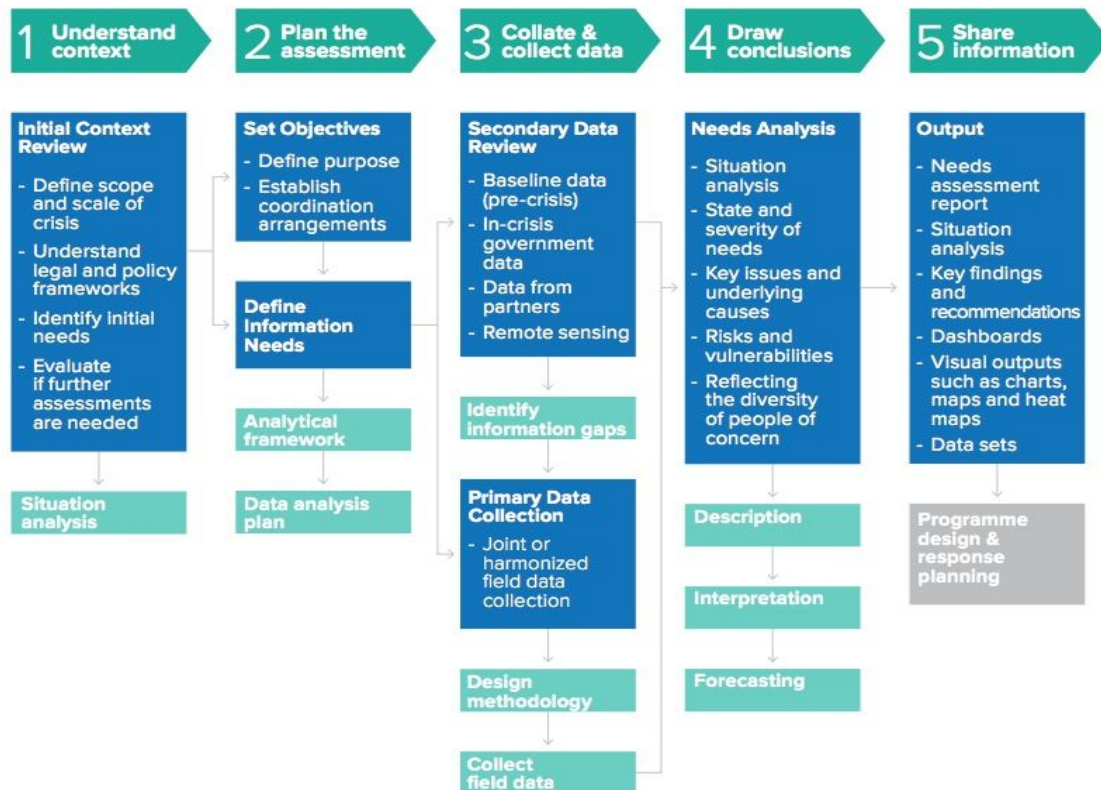 1 Understand
context
2 Plan the
assessment
3 Collate &
collect data
4 Draw
conclusions
5 Share
information
Initial Context
Review
- Define scope
and scale of
crisis
- Understand
legal and policy
frameworks
- Identify initial
needs
- Evaluate
if further
assessments
are needed
Situation
analysis
Set Objectives
- Define purpose
- Establish
coordination
arrangements
Define
Information
Needs
Analytical
framework
Data analysis
plan
Secondary Data
Review
- Baseline data
(pre-crisis)
- In-crisis
government
data
- Data from
partners
- Remote sensing
Identify
information gaps
Primary Data
Collection
- Joint or
harmonized
field data
collection
Design
methodology
Collect
field data
Needs Analysis
- Situation
analysis
- State and
severity of
needs
- Key issues and
underlying
causes
- Risks and
vulnerabilities
- Reflecting
the diversity
of people of
concern
Description
Interpretation
Forecasting
Output
- Needs
assessment
report
- Situation
analysis
- Key findings
and
recommendations
- Dashboards
- Visual outputs
such as charts,
maps and heat
maps
- Data sets
Programme
design &
response
planning